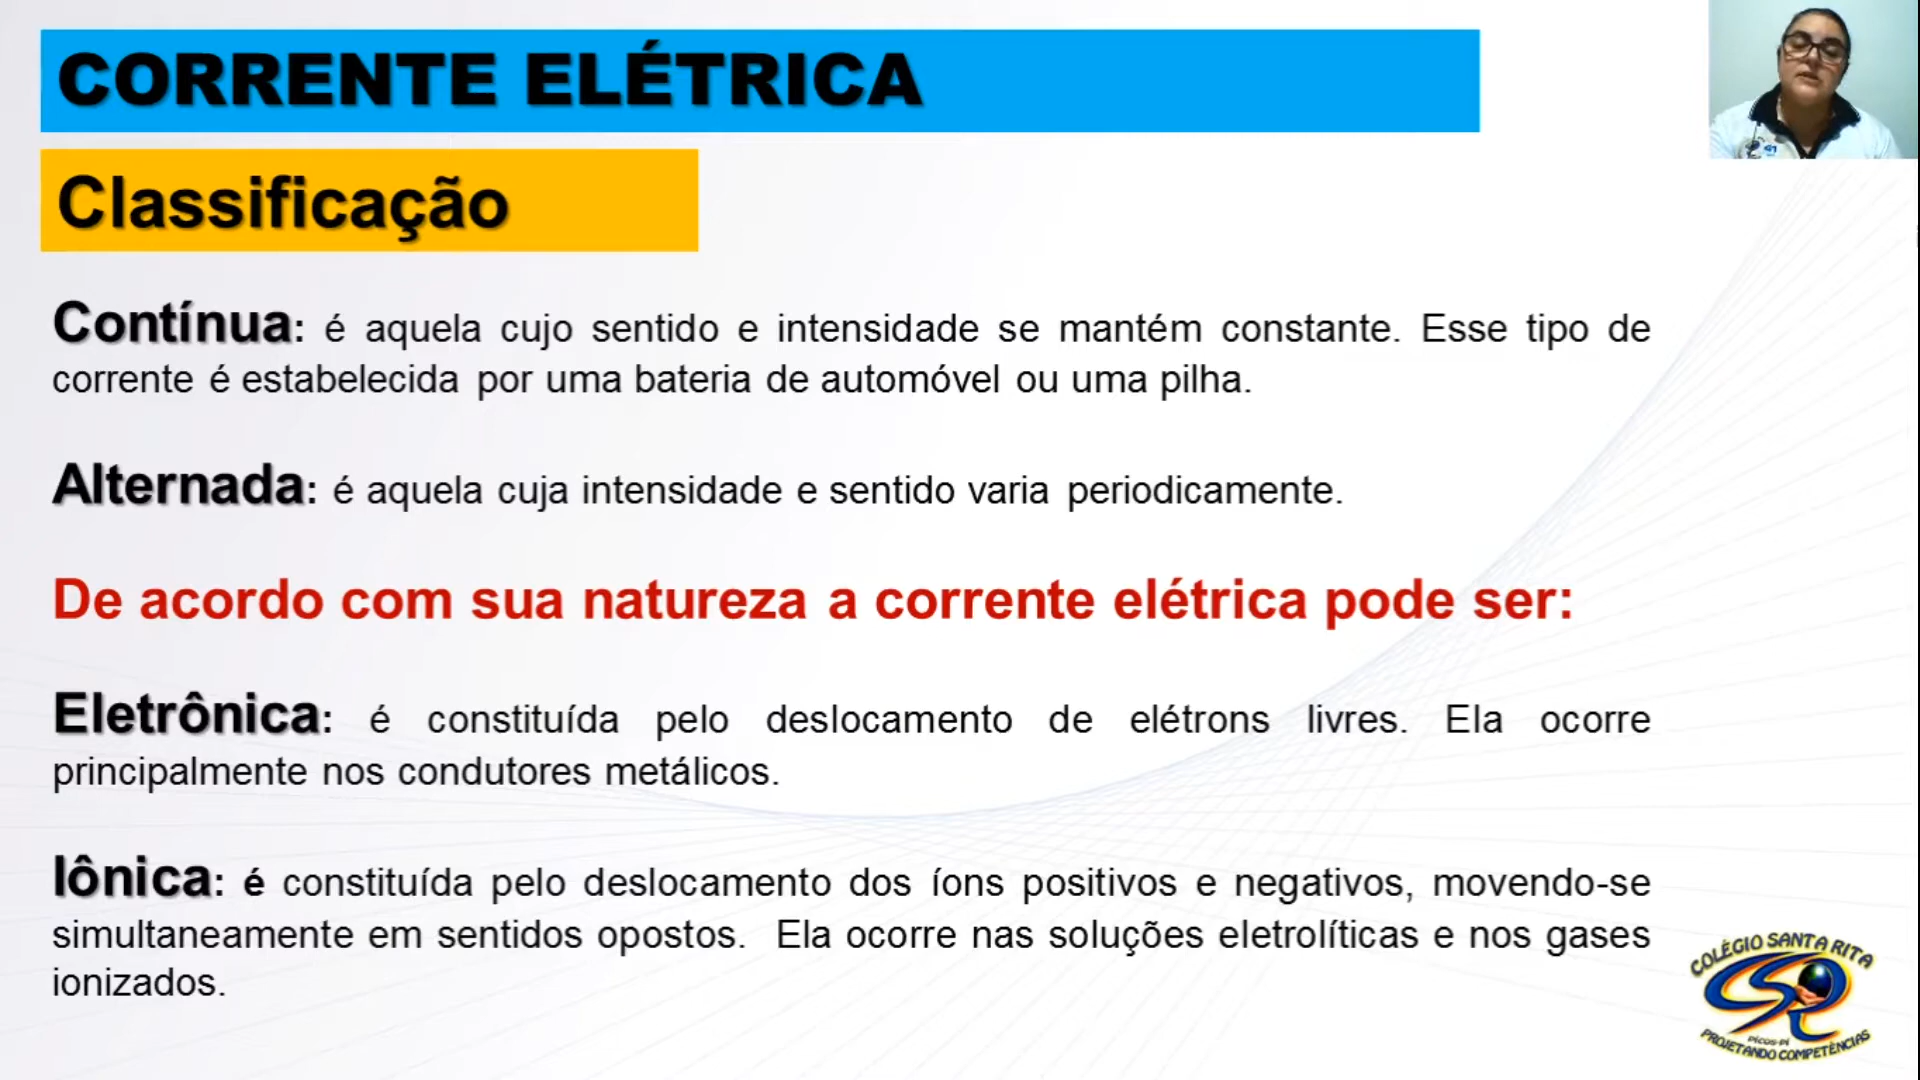 CORRENTE ELÉTRICA
Classificação
Contínua: é aquela cujo sentido e intensidade se mantém constante. Esse tipo de
corrente é estabelecida por uma bateria de automóvel ou uma pilha.
Alternada: é aquela cuja intensidade e sentido varia periodicamente.
De acordo com sua natureza a corrente elétrica pode ser:
Eletrônica: é constituída pelo deslocamento de elétrons livres. Ela ocorre
principalmente nos condutores metálicos.
Iônica: é constituída pelo deslocamento dos íons positivos e negativos, movendo-se
simultaneamente em sentidos opostos. Ela ocorre nas soluções eletrolíticas e nos gases
ionizados.
COLÉGIO SANTA RITA
PICOS-PI
PROJETANDO COMPETÊNCIAS